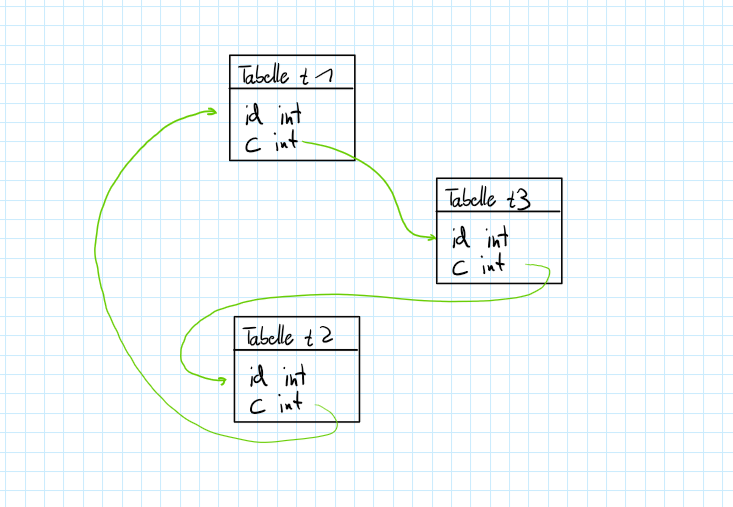 Tabelle t1
id int
c int
Tabelle t3
id int
c int
Tabelle t2
id int
c int